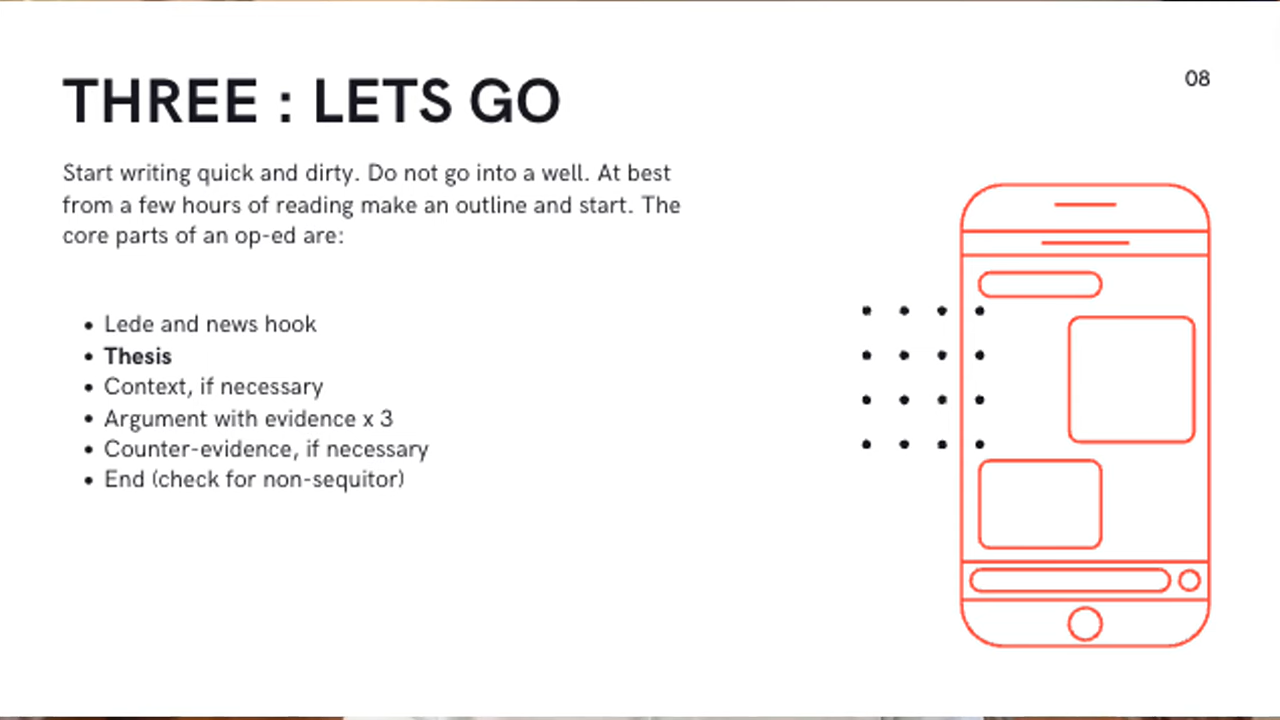 THREE : LETS GO
08
Start writing quick and dirty. Do not go into a well. At best
from a few hours of reading make an outline and start. The
core parts of an op-ed are:
• Lede and news hook
• Thesis
• Context, if necessary
• Argument with evidence x 3
• Counter-evidence, if necessary
• End (check for non-sequitor)